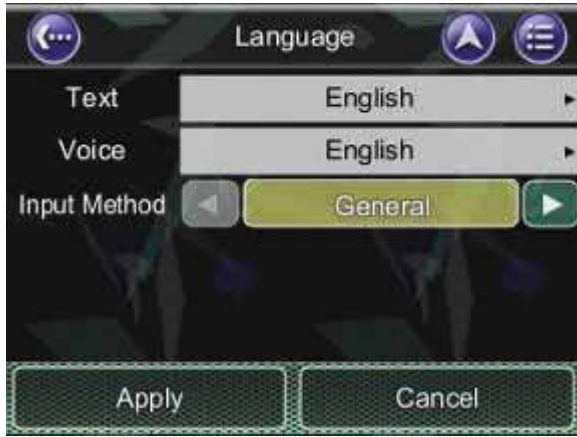 Language
Text English
Voice English
Input Method General
Apply Cancel